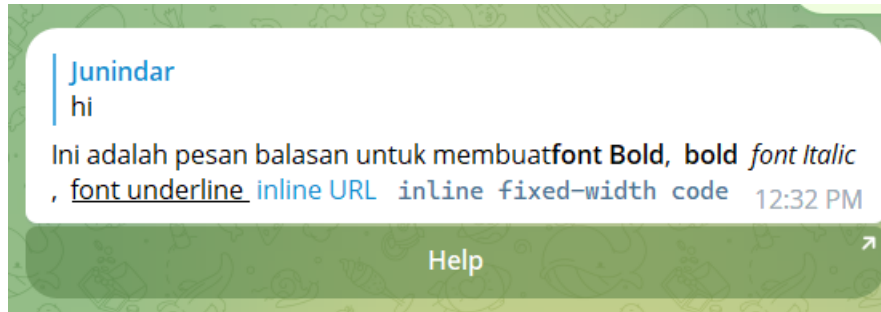 Junindar
hi
Ini adalah pesan balasan untuk membuatfont Bold, bold font Italic
, font underline inline URL inline fixed-width code 12:32 PM
Help